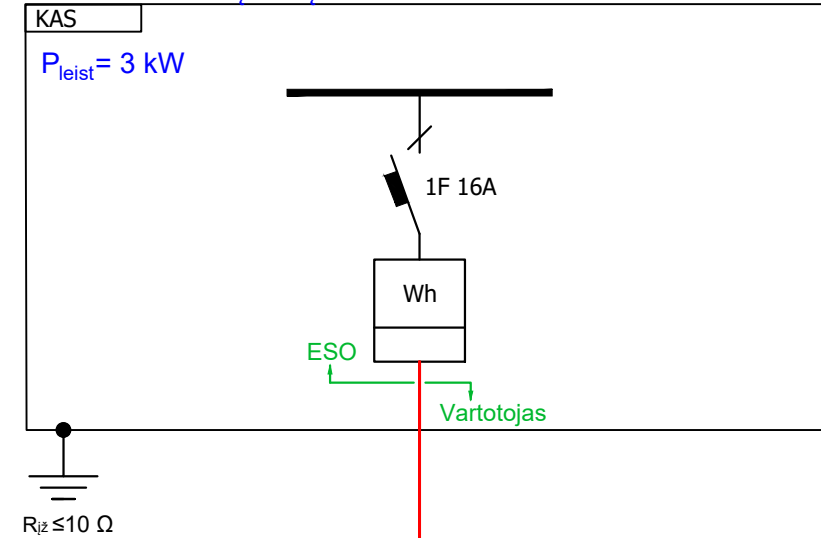 KAS
Pleist= 3 kW
1F 16A
Wh
ESO
Vartotojas
Rįž ≤10 Ω